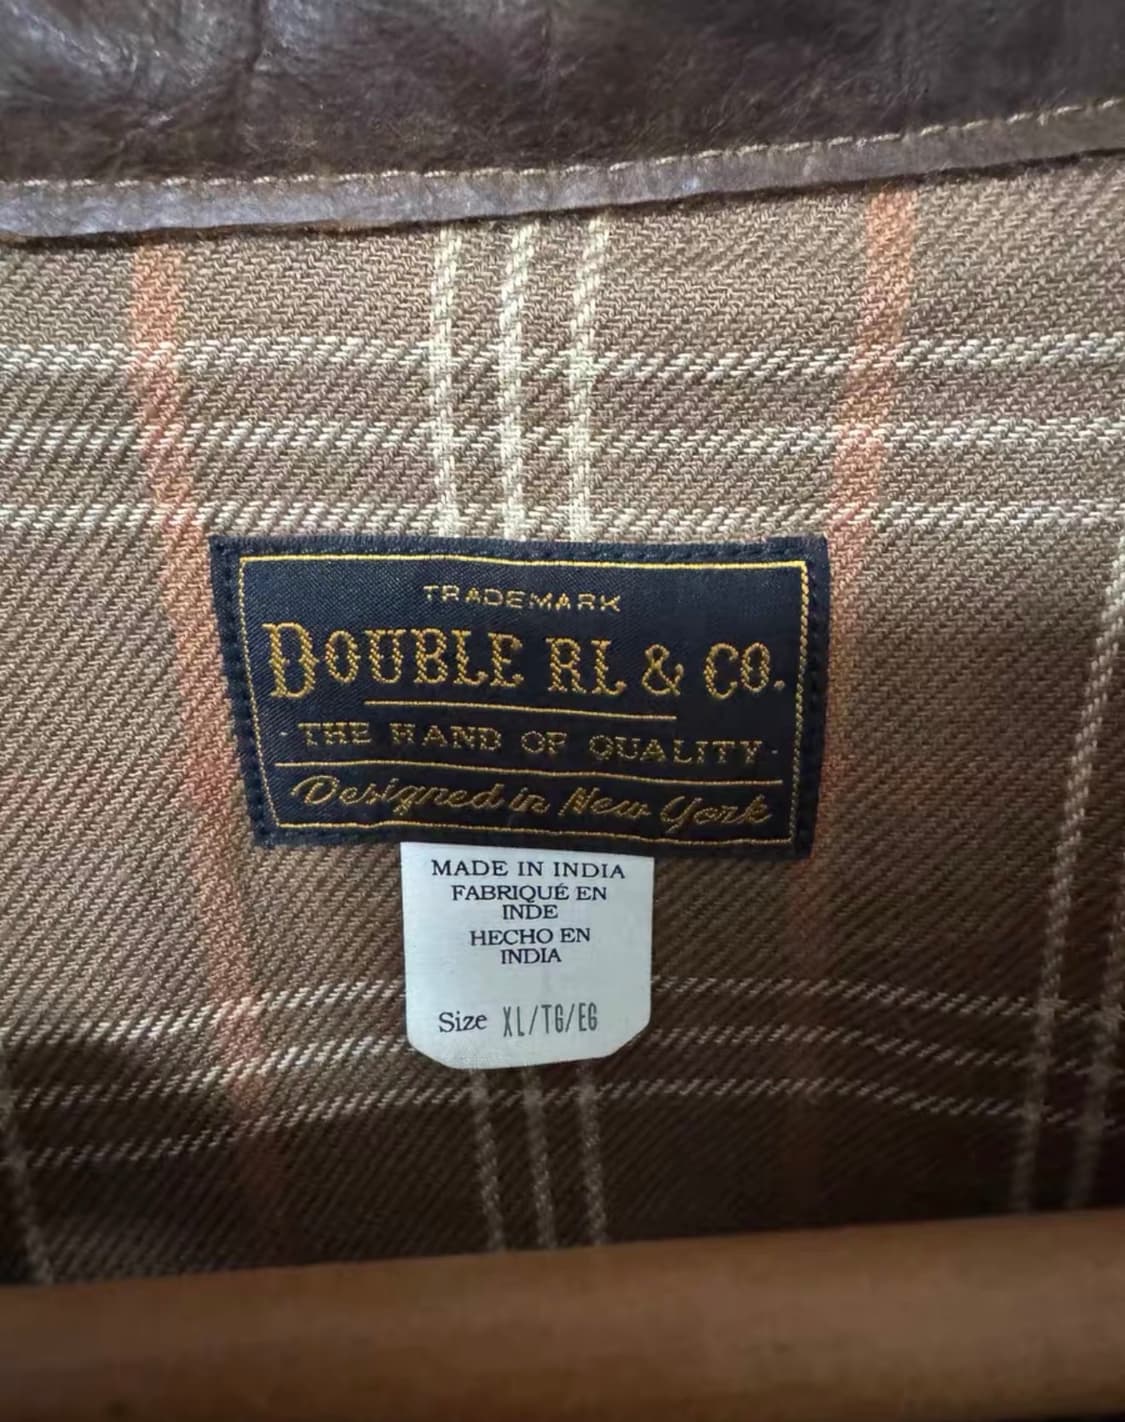 TRADEMARK
DOUBLE RL & CO.
- THE HAND OF QUALITY -
Designed in New York
MADE IN INDIA
FABRIQUÉ EN
INDE
HECHO EN
INDIA
Size XL/TG/EG